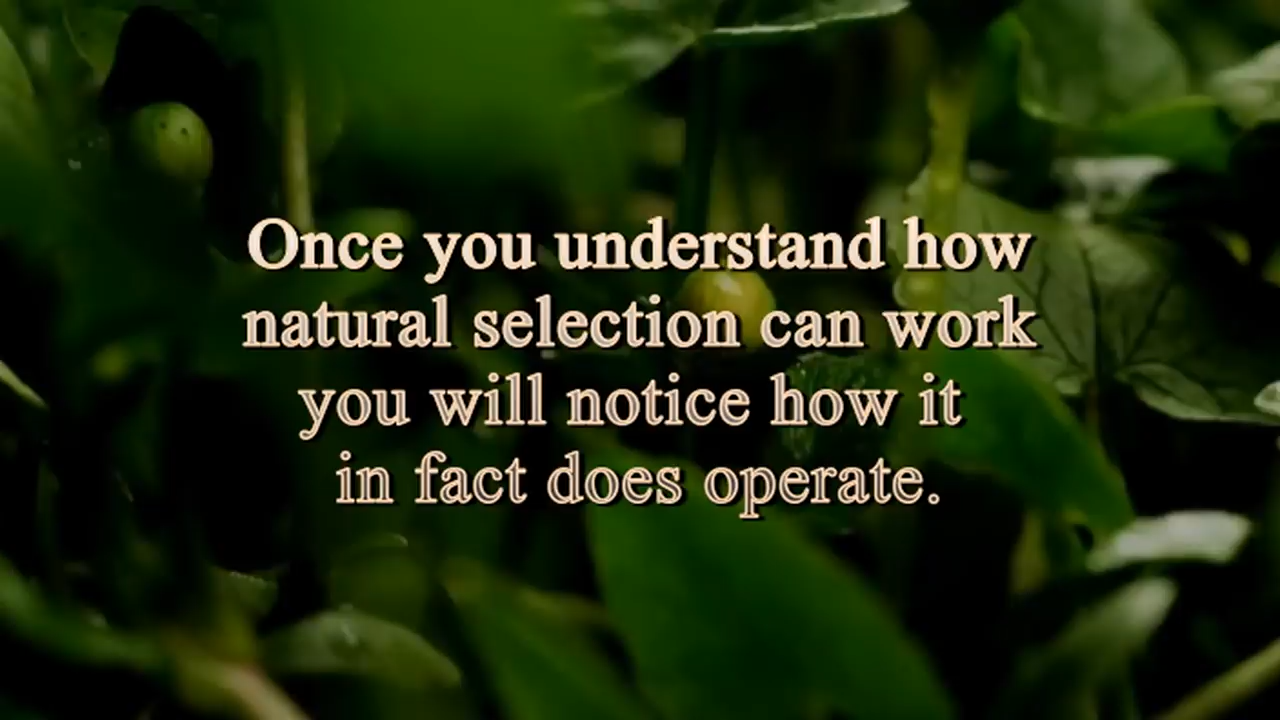 Once you understand how
natural selection can work
you will notice how it
in fact does operate.